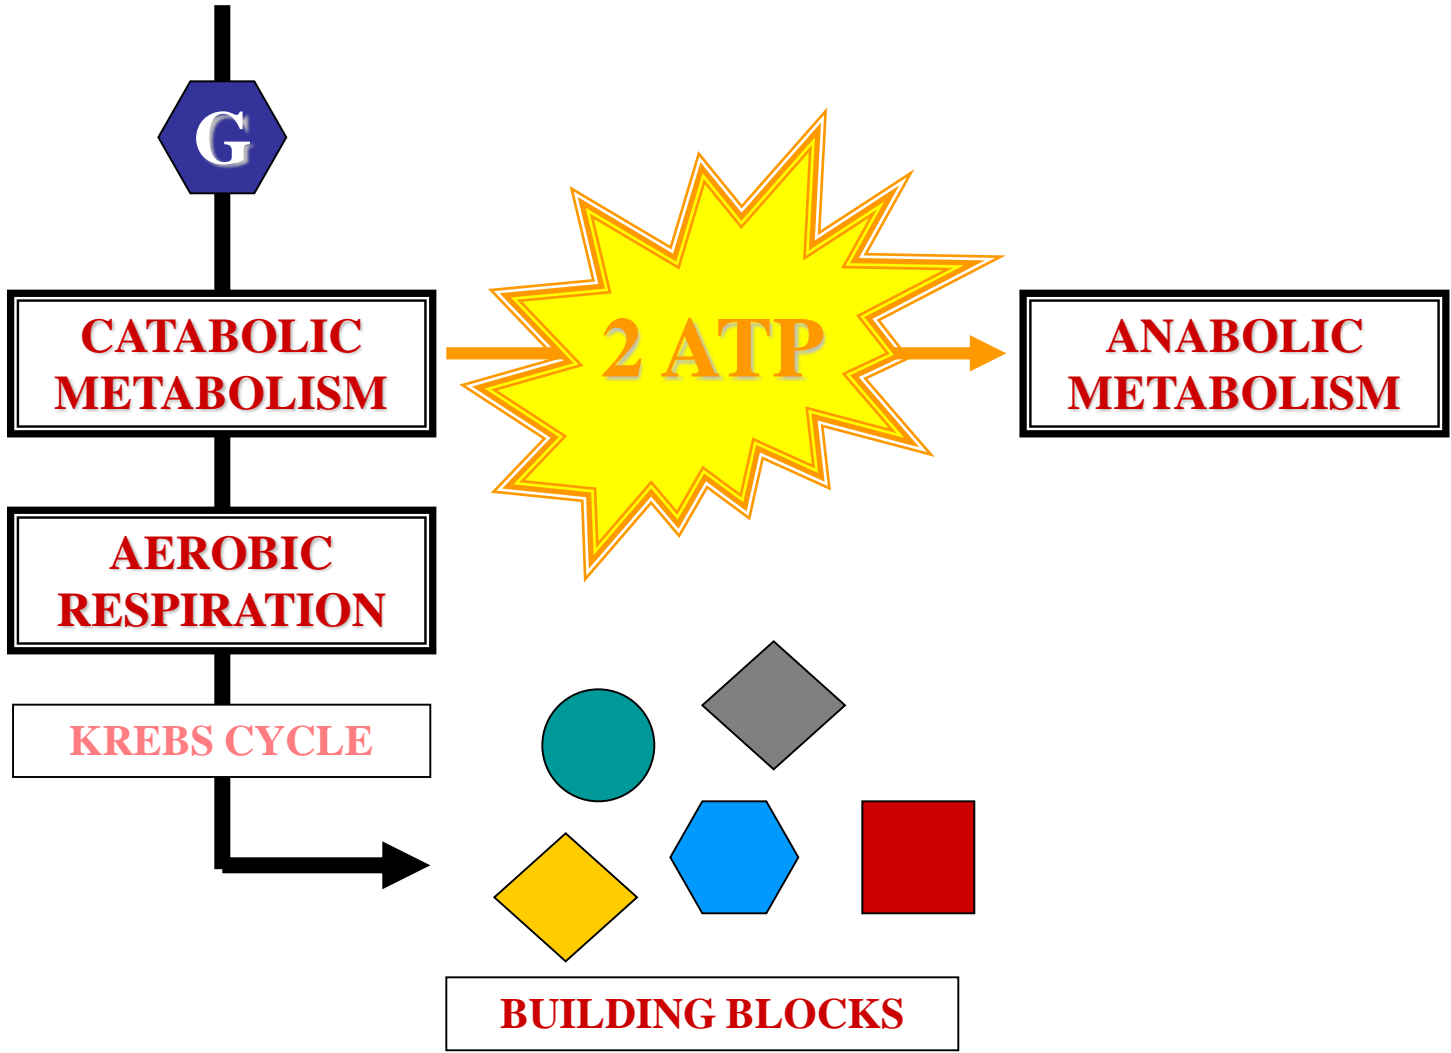 G
CATABOLIC
METABOLISM
2 ATP
ANABOLIC
METABOLISM
AEROBIC
RESPIRATION
KREBS CYCLE
BUILDING BLOCKS